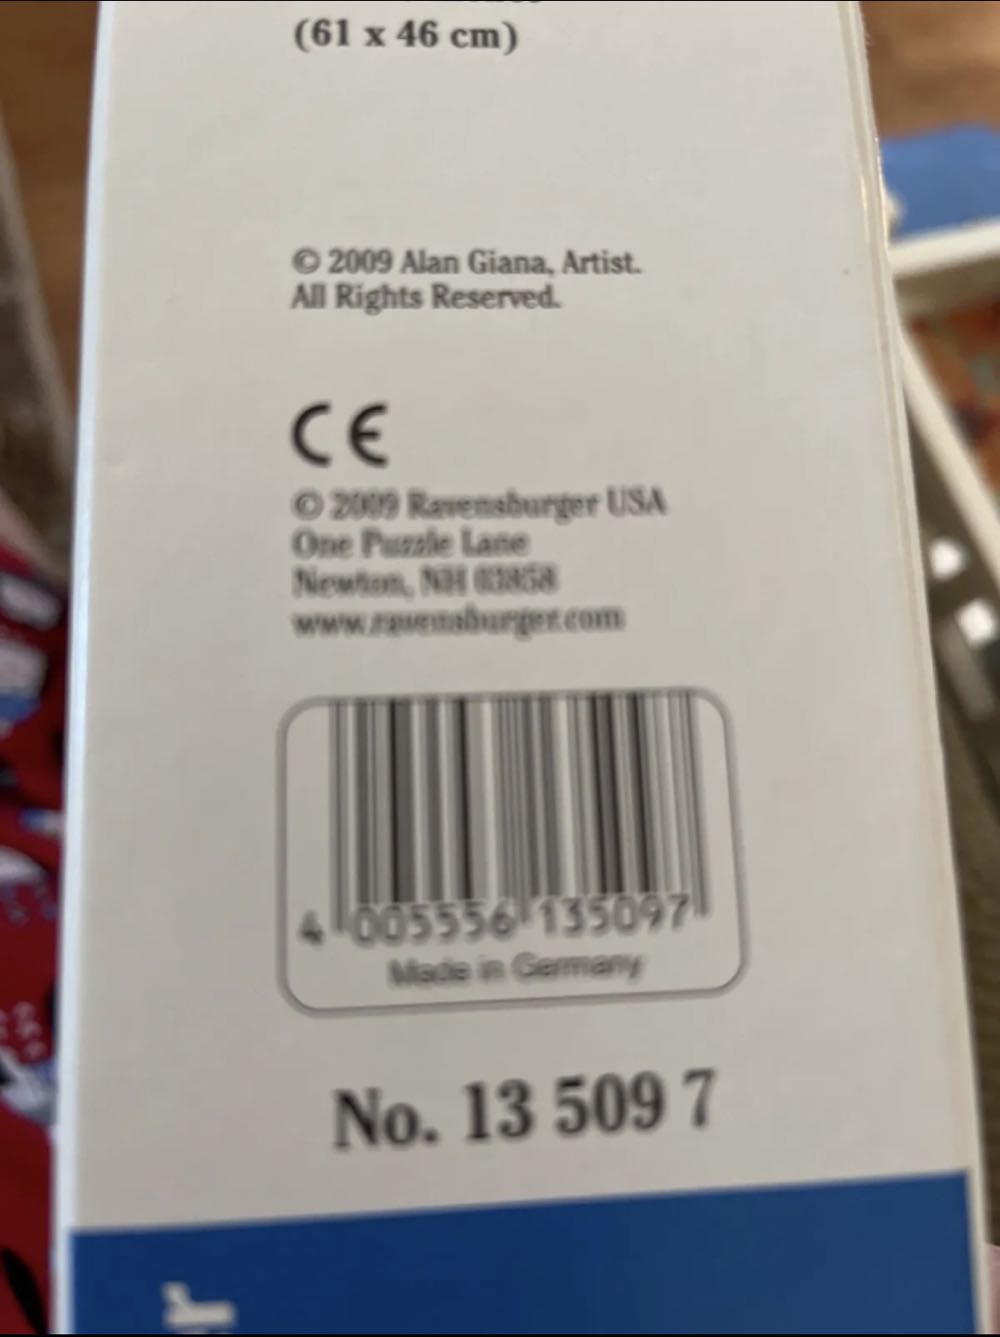 (61 x 46 cm)
© 2009 Alan Giana, Artist.
All Rights Reserved.
CE
© 2009 Ravensburger USA
One Puzzle Lane
Newton, NH 03858
www.ravensburger.com
4 005556 135097
Made in Germany
No. 13 509 7